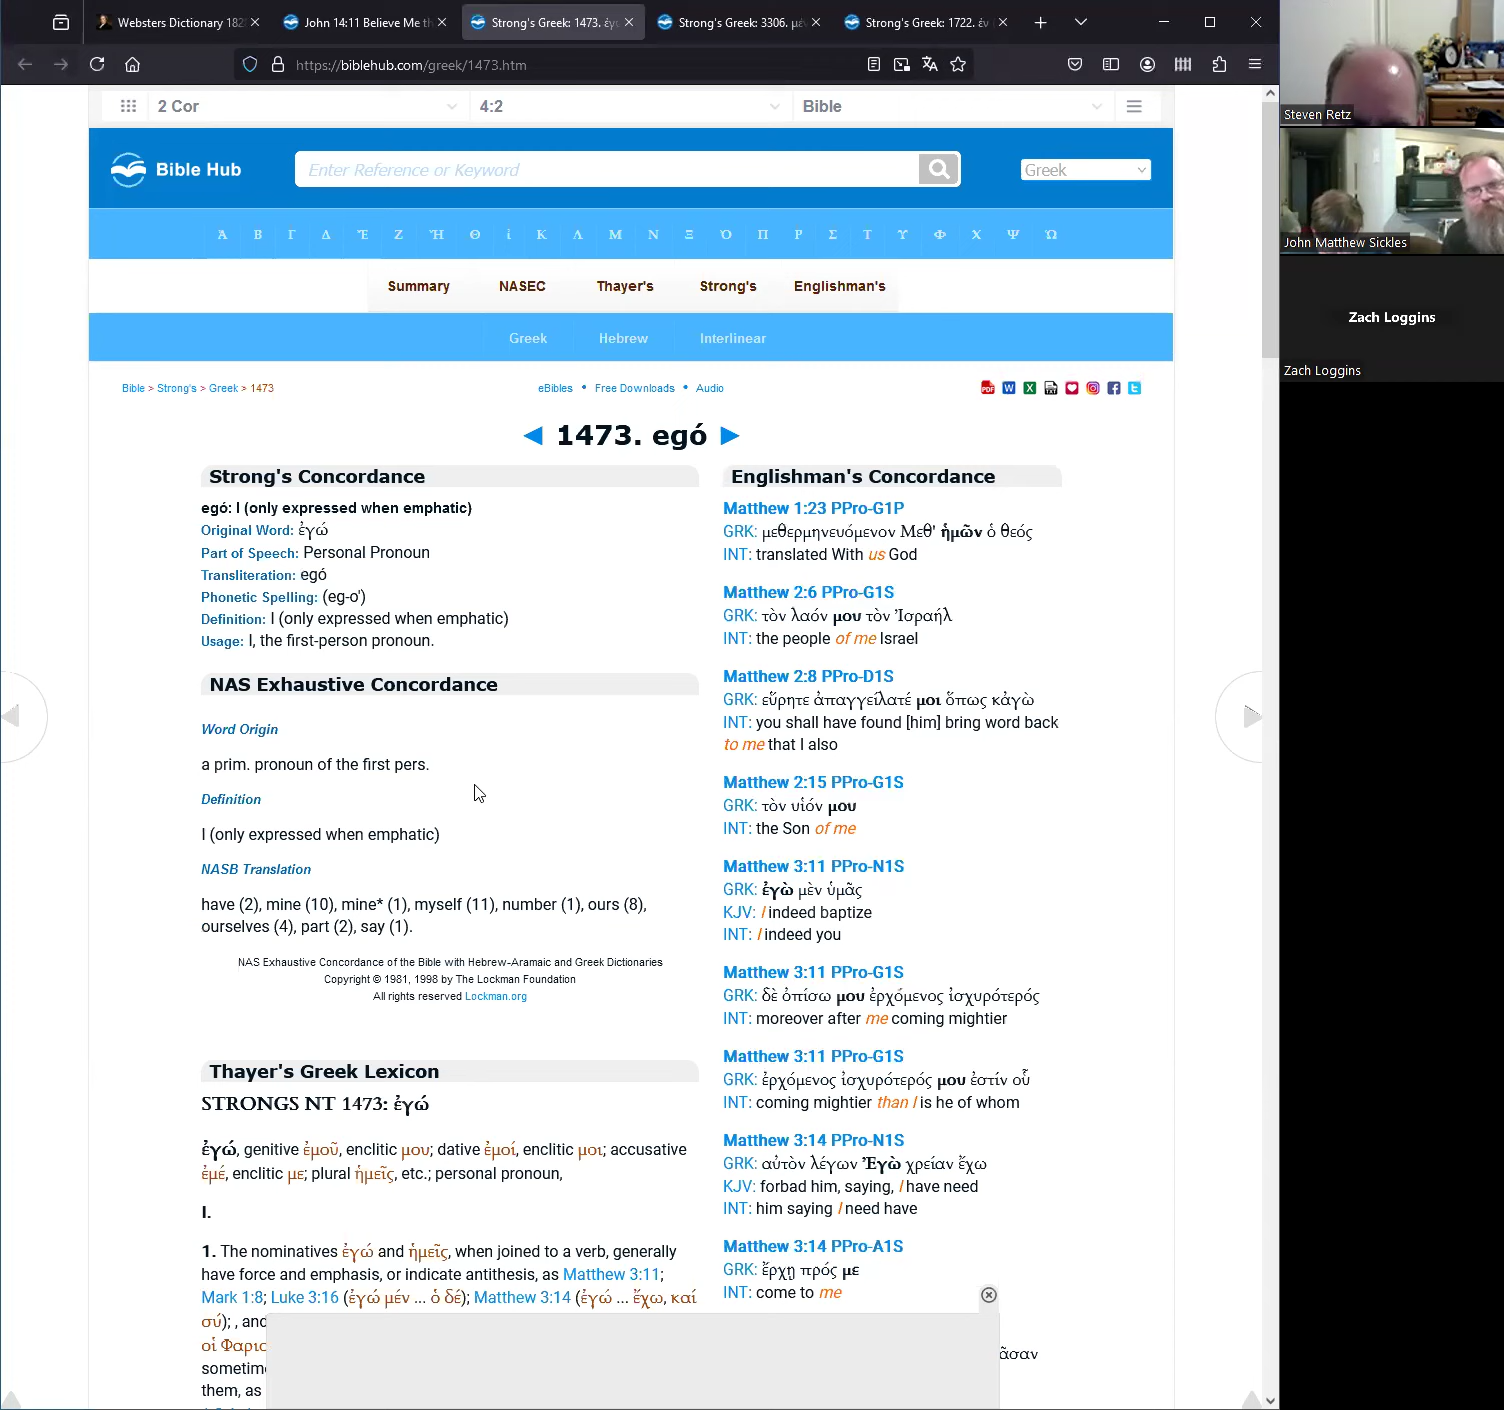 Websters Dictionary 182
John 14:11 Believe Me th
Strong's Greek: 1473. ἐγώ
Strong's Greek: 3306. μέν
Strong's Greek: 1722. ἐν
https://biblehub.com/greek/1473.htm
2 Cor
4:2
Bible
Bible Hub
Enter Reference or Keyword
Greek
Ἀ Β Γ Δ Ἐ Ζ Ἠ Θ ἰ Κ Λ Μ Ν Ξ Ὀ Π Ρ Σ Τ Υ Φ Χ Ψ Ὠ
Summary NASEC Thayer's Strong's Englishman's
Greek Hebrew Interlinear
Bible > Strong's > Greek > 1473
eBibles • Free Downloads • Audio
◄ 1473. egó ►
Strong's Concordance
egó: I (only expressed when emphatic)
Original Word: ἐγώ
Part of Speech: Personal Pronoun
Transliteration: egó
Phonetic Spelling: (eg-o')
Definition: I (only expressed when emphatic)
Usage: I, the first-person pronoun.
NAS Exhaustive Concordance
Word Origin
a prim. pronoun of the first pers.
Definition
I (only expressed when emphatic)
NASB Translation
have (2), mine (10), mine* (1), myself (11), number (1), ours (8),
ourselves (4), part (2), say (1).
NAS Exhaustive Concordance of the Bible with Hebrew-Aramaic and Greek Dictionaries
Copyright © 1981, 1998 by The Lockman Foundation
All rights reserved Lockman.org
Thayer's Greek Lexicon
STRONGS NT 1473: ἐγώ
ἐγώ, genitive ἐμοῦ, enclitic μου; dative ἐμοί, enclitic μοι; accusative
ἐμέ, enclitic με; plural ἡμεῖς, etc.; personal pronoun,
I.
1. The nominatives ἐγώ and ἡμεῖς, when joined to a verb, generally
have force and emphasis, or indicate antithesis, as Matthew 3:11;
Mark 1:8; Luke 3:16 (ἐγώ μέν ... ὁ δέ); Matthew 3:14 (ἐγώ ... ἔχω, καί
σύ); , and
οἱ Φαρισ
sometim
them, as
Englishman's Concordance
Matthew 1:23 PPro-G1P
GRK: μεθερμηνευόμενον Μεθ' ἡμῶν ὁ θεός
INT: translated With us God
Matthew 2:6 PPro-G1S
GRK: τὸν λαόν μου τὸν Ἰσραήλ
INT: the people of me Israel
Matthew 2:8 PPro-D1S
GRK: εὕρητε ἀπαγγείλατέ μοι ὅπως κἀγὼ
INT: you shall have found [him] bring word back
to me that I also
Matthew 2:15 PPro-G1S
GRK: τὸν υἱόν μου
INT: the Son of me
Matthew 3:11 PPro-N1S
GRK: ἐγὼ μὲν ὑμᾶς
KJV: I indeed baptize
INT: I indeed you
Matthew 3:11 PPro-G1S
GRK: δὲ ὀπίσω μου ἐρχόμενος ἰσχυρότερός
INT: moreover after me coming mightier
Matthew 3:11 PPro-G1S
GRK: ἐρχόμενος ἰσχυρότερός μου ἐστίν οὗ
INT: coming mightier than I is he of whom
Matthew 3:14 PPro-N1S
GRK: αὐτὸν λέγων Ἐγὼ χρείαν ἔχω
KJV: forbad him, saying, I have need
INT: him saying I need have
Matthew 3:14 PPro-A1S
GRK: ἔρχῃ πρός με
INT: come to me
ᾶσαν
Steven Retz
John Matthew Sickles
Zach Loggins
Zach Loggins